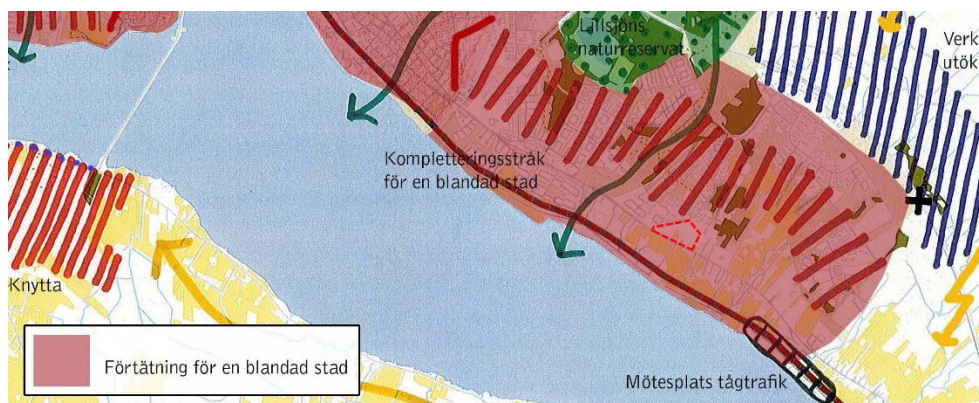 Lillsjöns
naturreservat
Verk
utök
Kompletteringsstråk
för en blandad stad
Knytta
Förtätning för en blandad stad
Mötesplats tågtrafik